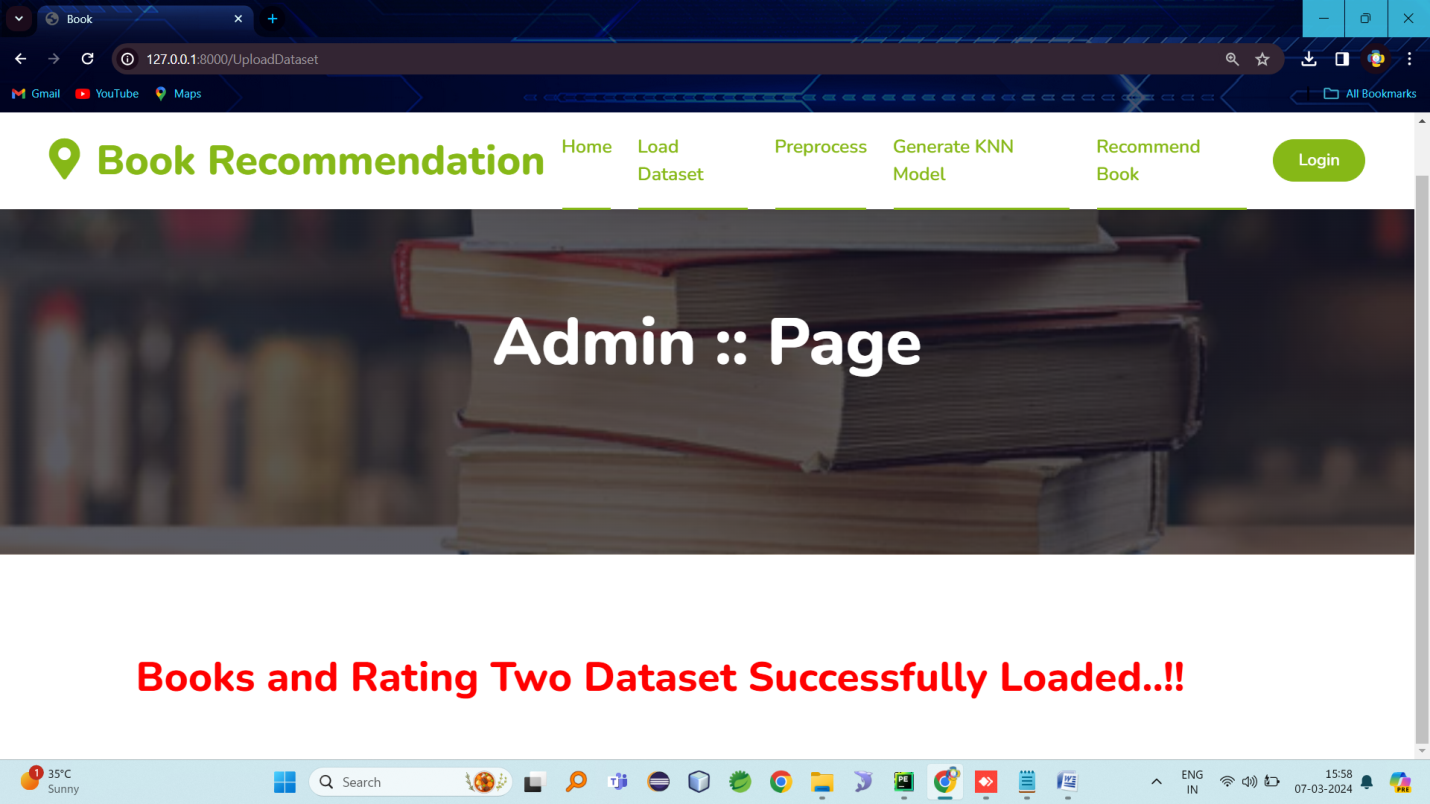 Book
127.0.0.1:8000/UploadDataset
Gmail
YouTube
Maps
All Bookmarks
Book Recommendation
Home
Load
Dataset
Preprocess
Generate KNN
Model
Recommend
Book
Login
Admin :: Page
Books and Rating Two Dataset Successfully Loaded..!!
1
35°C
Sunny
Search
ENG
IN
15:58
07-03-2024
PRE